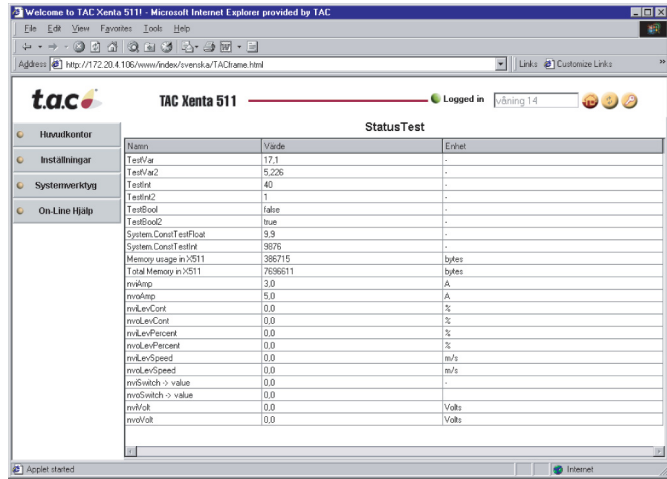 Welcome to TAC Xenta 511! - Microsoft Internet Explorer provided by TAC
File Edit View Favorites Tools Help
Address http://172.20.4.106/www/index/svenska/TACframe.html Links Customize Links »
t.a.c TAC Xenta 511 Logged in våning 14
StatusTest
Huvudkontor
Inställningar
Systemverktyg
On-Line Hjälp
Namn Värde Enhet
TestVar 17,1 -
TestVar2 5,226 -
TestInt 40 -
TestInt2 1 -
TestBool false -
TestBool2 true -
System.ConstTestFloat 9,9 -
System.ConstTestInt 9876 -
Memory usage in X511 386715 bytes
Total Memory in X511 7696611 bytes
nviAmp 3,0 A
nvoAmp 5,0 A
nviLevCont 0,0 %
nvoLevCont 0,0 %
nviLevPercent 0,0 %
nvoLevPercent 0,0 %
nviLevSpeed 0,0 m/s
nvoLevSpeed 0,0 m/s
nviSwitch -> value 0,0 -
nvoSwitch -> value 0,0
nviVolt 0,0 Volts
nvoVolt 0,0 Volts
Applet started Internet